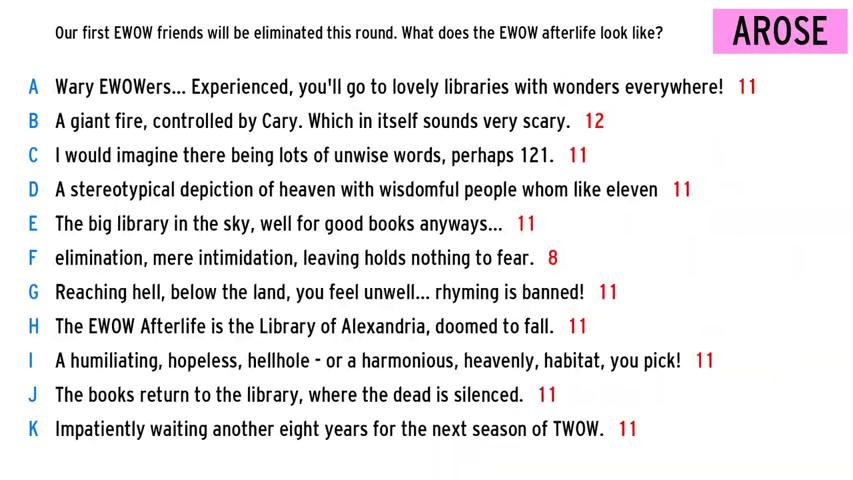 Our first EWOW friends will be eliminated this round. What does the EWOW afterlife look like?
AROSE
A Wary EWOWers... Experienced, you'll go to lovely libraries with wonders everywhere! 11
B A giant fire, controlled by Cary. Which in itself sounds very scary. 12
C I would imagine there being lots of unwise words, perhaps 121. 11
D A stereotypical depiction of heaven with wisdomful people whom like eleven 11
E The big library in the sky, well for good books anyways... 11
F elimination, mere intimidation, leaving holds nothing to fear. 8
G Reaching hell, below the land, you feel unwell... rhyming is banned! 11
H The EWOW Afterlife is the Library of Alexandria, doomed to fall. 11
I A humiliating, hopeless, hellhole - or a harmonious, heavenly, habitat, you pick! 11
J The books return to the library, where the dead is silenced. 11
K Impatiently waiting another eight years for the next season of TWOW. 11